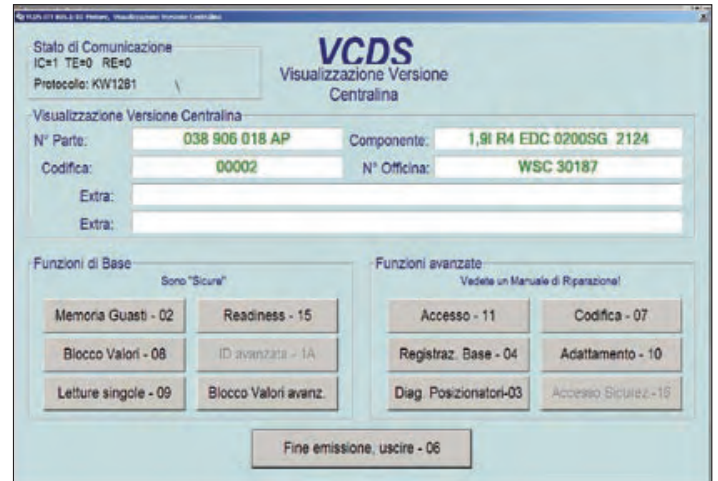 VCDS
Stato di Comunicazione
IC=1 TE=0 RE=0
Protocollo: KW1281 \
Visualizzazione Versione
Centralina
Visualizzazione Versione Centralina
N° Parte: 038 906 018 AP Componente: 1,9l R4 EDC 0200SG 2124
Codifica: 00002 N° Officina: WSC 30187
Extra:
Extra:
Funzioni di Base
Sono "Sicure"
Memoria Guasti - 02 Readiness - 15
Blocco Valori - 08 ID avanzata - 1A
Letture singole - 09 Blocco Valori avanz.
Funzioni avanzate
Vedete un Manuale di Riparazione!
Accesso - 11 Codifica - 07
Registraz. Base - 04 Adattamento - 10
Diag. Posizionatori-03 Accesso Sicurez.-16
Fine emissione, uscire - 06